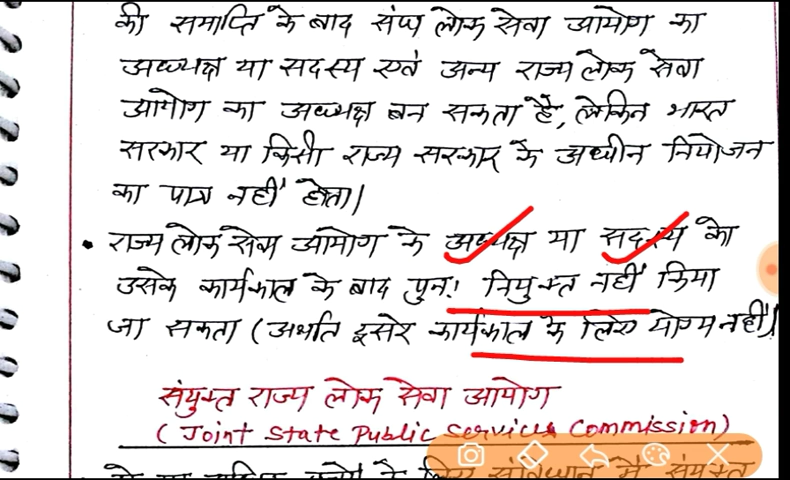 की समाप्ति के बाद संघ लोक सेवा आयोग का
अध्यक्ष या सदस्य एवं अन्य राज्य लोक सेवा
आयोग का अध्यक्ष बन सकता है, लेकिन भारत
सरकार या किसी राज्य सरकार के अधीन नियोजन
का पात्र नहीं होता।
• राज्य लोक सेवा आयोग के अध्यक्ष या सदस्य को
उसके कार्यकाल के बाद पुन: नियुक्त नहीं किया
जा सकता (अर्थात दूसरे कार्यकाल के लिए योग्य नहीं)
संयुक्त राज्य लोक सेवा आयोग
(Joint State Public Services Commission)
के लिए संविधान में संयुक्त